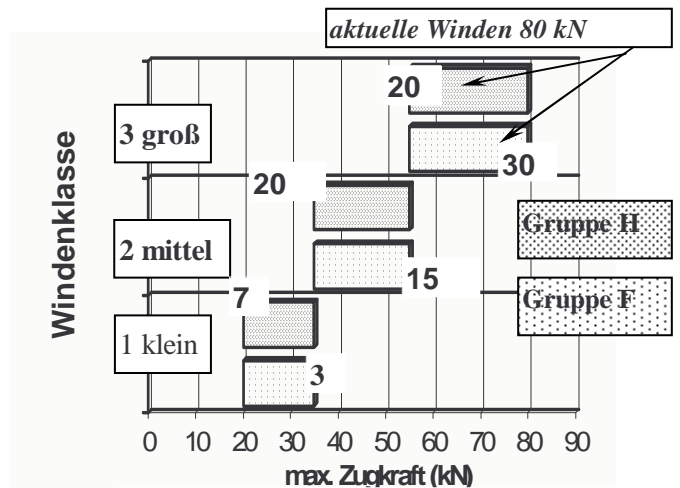 aktuelle Winden 80 kN
20
3 groß
30
20
Gruppe H
2 mittel
15
Gruppe F
7
1 klein
3
Windenklasse
0 10 20 30 40 50 60 70 80 90
max. Zugkraft (kN)